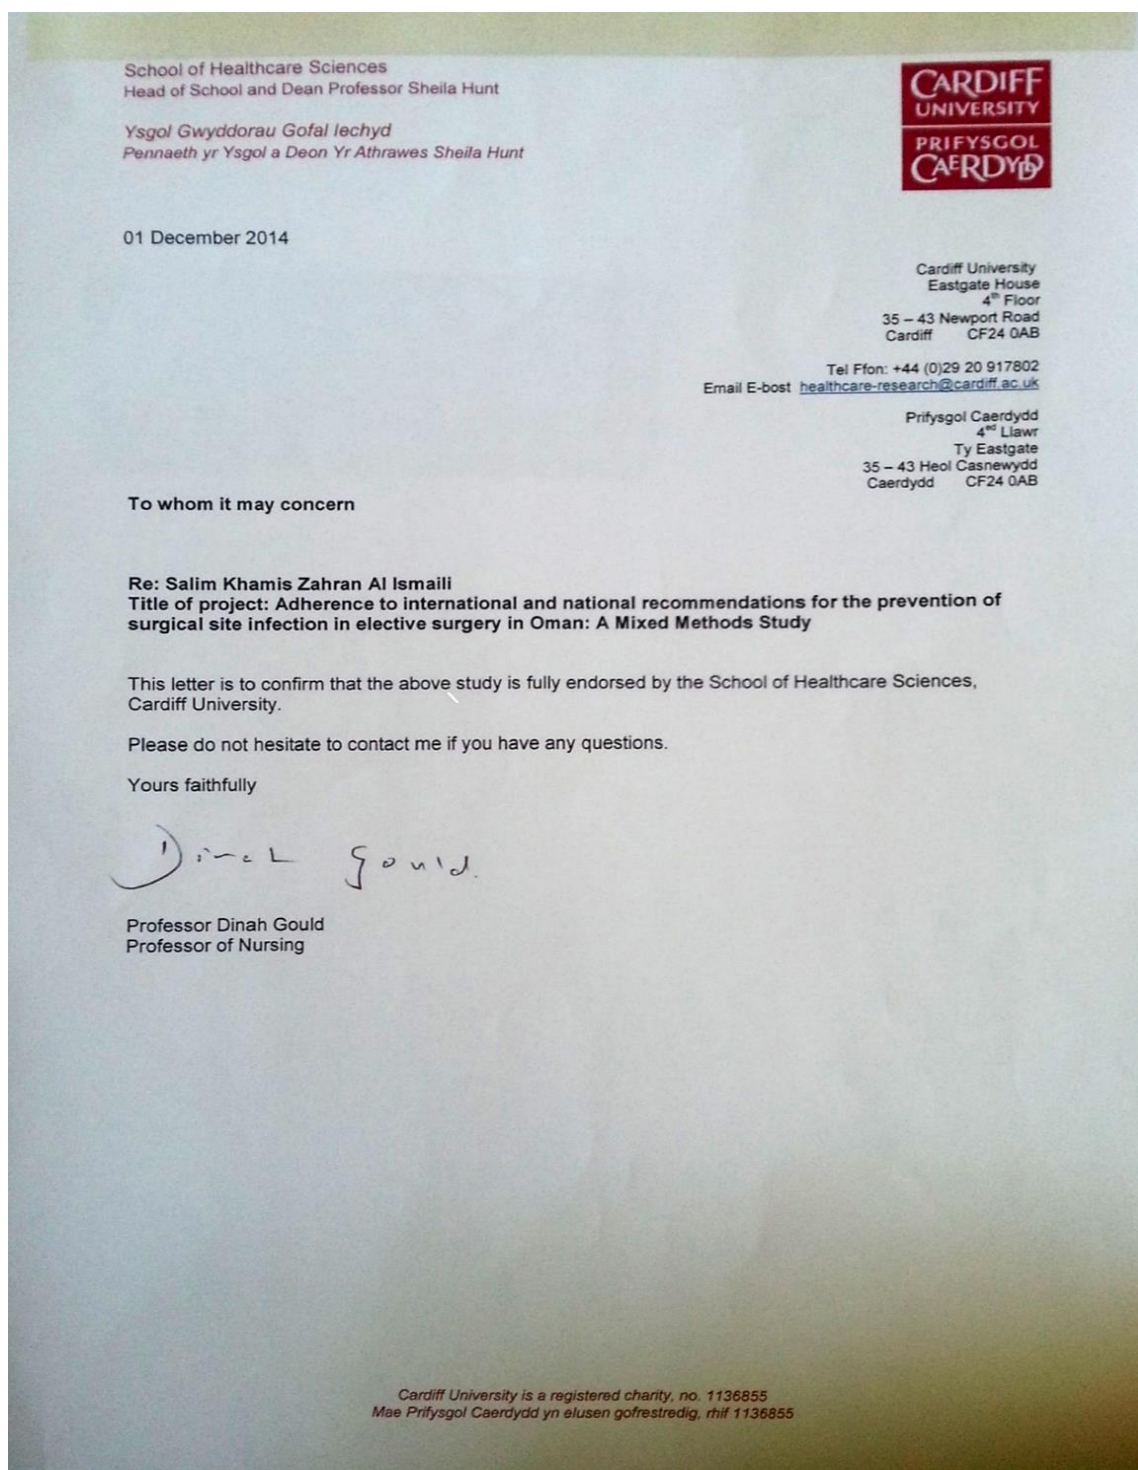 School of Healthcare Sciences
Head of School and Dean Professor Sheila Hunt
Ysgol Gwyddorau Gofal Iechyd
Pennaeth yr Ysgol a Deon Yr Athrawes Sheila Hunt
CARDIFF
UNIVERSITY
PRIFYSGOL
CAERDYDD
01 December 2014
Cardiff University
Eastgate House
4th Floor
35 – 43 Newport Road
Cardiff CF24 0AB
Tel Ffon: +44 (0)29 20 917802
Email E-bost healthcare-research@cardiff.ac.uk
Prifysgol Caerdydd
4ed Llawr
Ty Eastgate
35 – 43 Heol Casnewydd
Caerdydd CF24 0AB
To whom it may concern
Re: Salim Khamis Zahran Al Ismaili
Title of project: Adherence to international and national recommendations for the prevention of
surgical site infection in elective surgery in Oman: A Mixed Methods Study
This letter is to confirm that the above study is fully endorsed by the School of Healthcare Sciences,
Cardiff University.
Please do not hesitate to contact me if you have any questions.
Yours faithfully
Dinah Gould.
Professor Dinah Gould
Professor of Nursing
Cardiff University is a registered charity, no. 1136855
Mae Prifysgol Caerdydd yn elusen gofrestredig, rhif 1136855